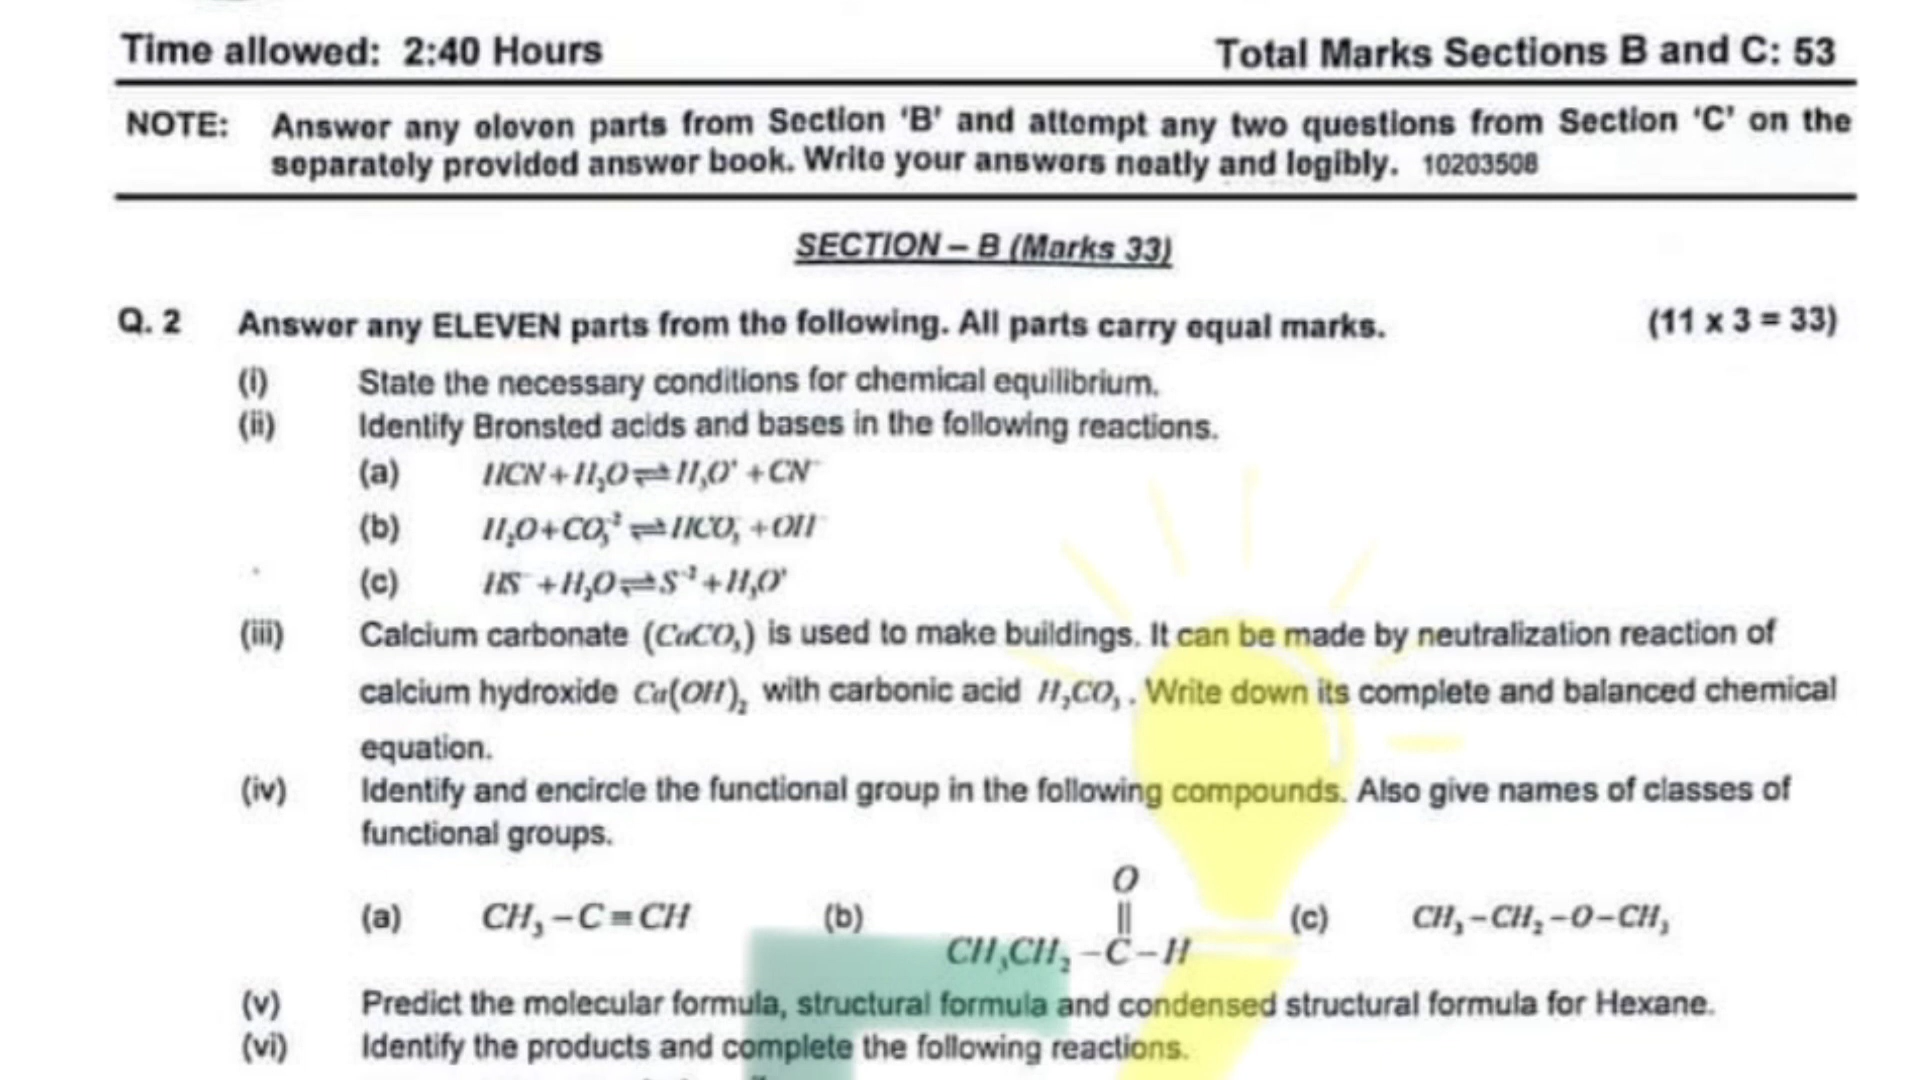 Time allowed: 2:40 Hours Total Marks Sections B and C: 53
NOTE: Answer any eleven parts from Section 'B' and attempt any two questions from Section 'C' on the
separately provided answer book. Write your answers neatly and legibly. 10203508
SECTION – B (Marks 33)
Q. 2 Answer any ELEVEN parts from the following. All parts carry equal marks. (11 x 3 = 33)
(i) State the necessary conditions for chemical equilibrium.
(ii) Identify Bronsted acids and bases in the following reactions.
(a) HCN + H₂O ⇌ H₃O⁺ + CN⁻
(b) H₂O + CO₃⁻² ⇌ HCO₃⁻ + OH⁻
(c) HS⁻ + H₂O ⇌ S⁻² + H₃O⁺
(iii) Calcium carbonate (CaCO₃) is used to make buildings. It can be made by neutralization reaction of
calcium hydroxide Ca(OH)₂ with carbonic acid H₂CO₃. Write down its complete and balanced chemical
equation.
(iv) Identify and encircle the functional group in the following compounds. Also give names of classes of
functional groups.
O
||
(a) CH₃–C≡CH (b) CH₃CH₂–C–H (c) CH₃–CH₂–O–CH₃
(v) Predict the molecular formula, structural formula and condensed structural formula for Hexane.
(vi) Identify the products and complete the following reactions.